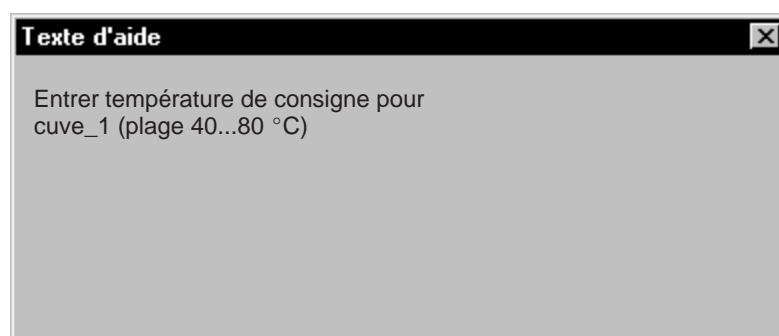 Texte d'aide
Entrer température de consigne pour
cuve_1 (plage 40...80 °C)